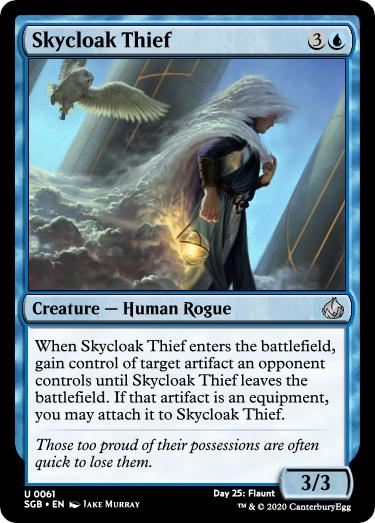 Skycloak Thief 3
Creature — Human Rogue
When Skycloak Thief enters the battlefield,
gain control of target artifact an opponent
controls until Skycloak Thief leaves the
battlefield. If that artifact is an equipment,
you may attach it to Skycloak Thief.
Those too proud of their possessions are often
quick to lose them.
3/3
U 0061
SGB • EN JAKE MURRAY
Day 25: Flaunt
™ & © 2020 CanterburyEgg